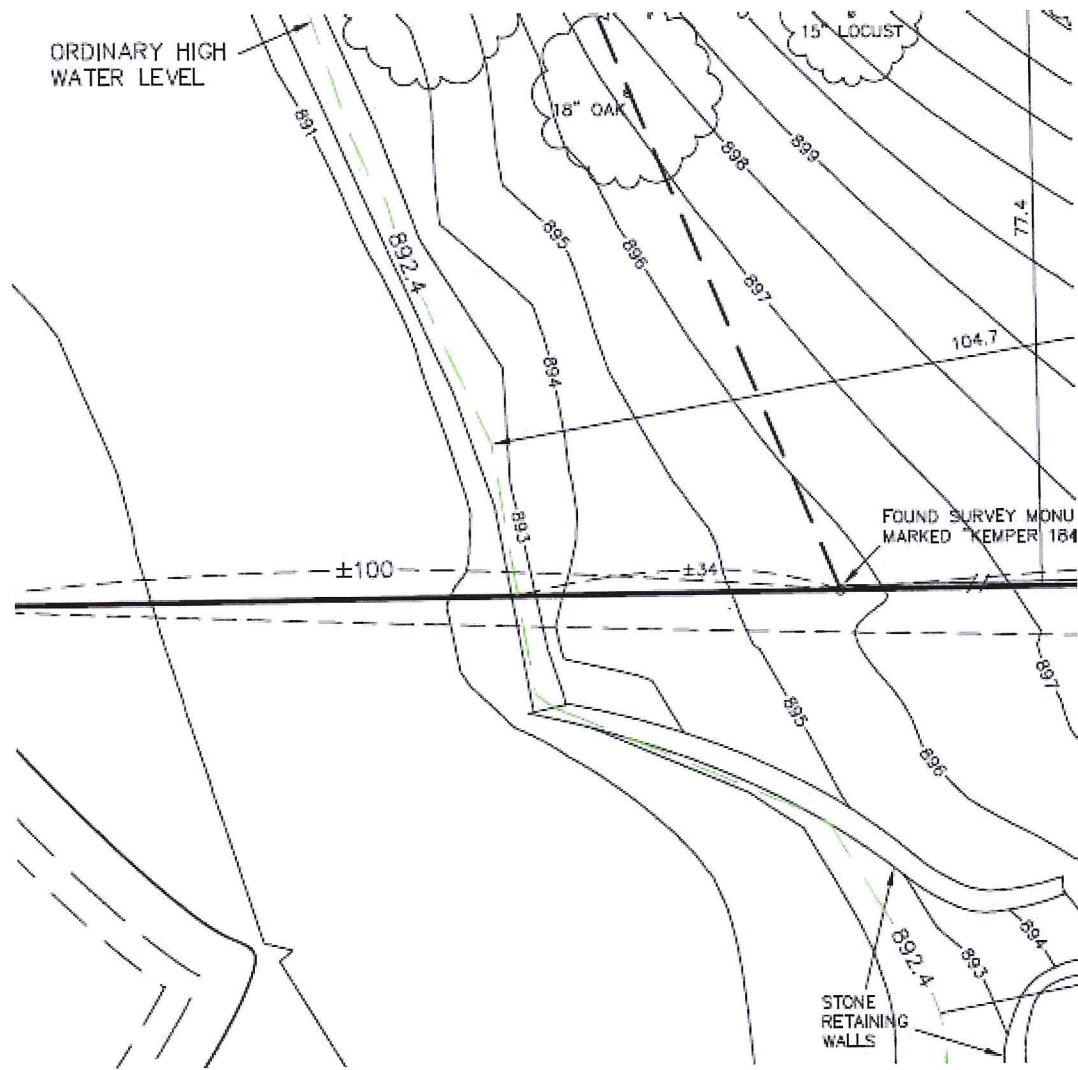 ORDINARY HIGH
WATER LEVEL
15" LOCUST
18" OAK
891
899
898
77.4
895
892.4
896
897
104.7
894
FOUND SURVEY MONU
MARKED "KEMPER 184
893
±100
±34
897
895
896
892.4
894
893
STONE
RETAINING
WALLS